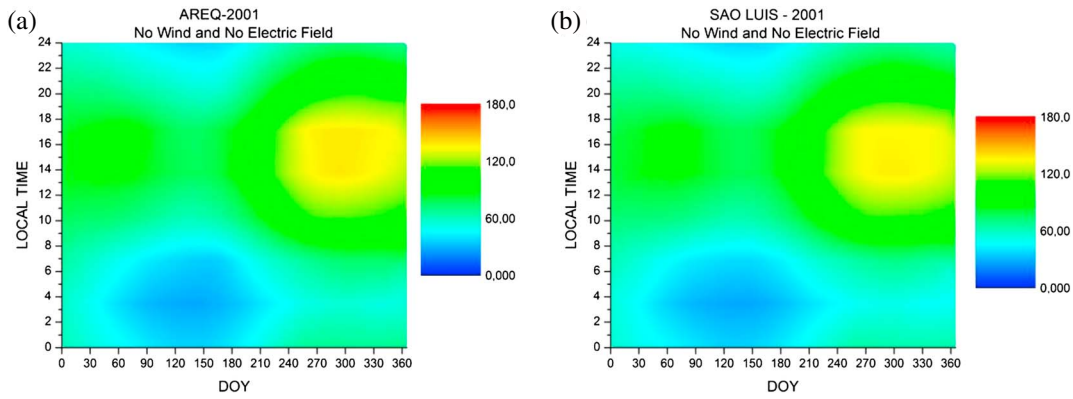 (a)
AREQ-2001
No Wind and No Electric Field
24
22
20
18
16
14
12
10
8
6
4
2
0
LOCAL TIME
0 30 60 90 120 150 180 210 240 270 300 330 360
DOY
180.0
120,0
60,00
0,000
(b)
SAO LUIS - 2001
No Wind and No Electric Field
24
22
20
18
16
14
12
10
8
6
4
2
0
LOCAL TIME
0 30 60 90 120 150 180 210 240 270 300 330 360
DOY
180.0
120.0
60.00
0.000